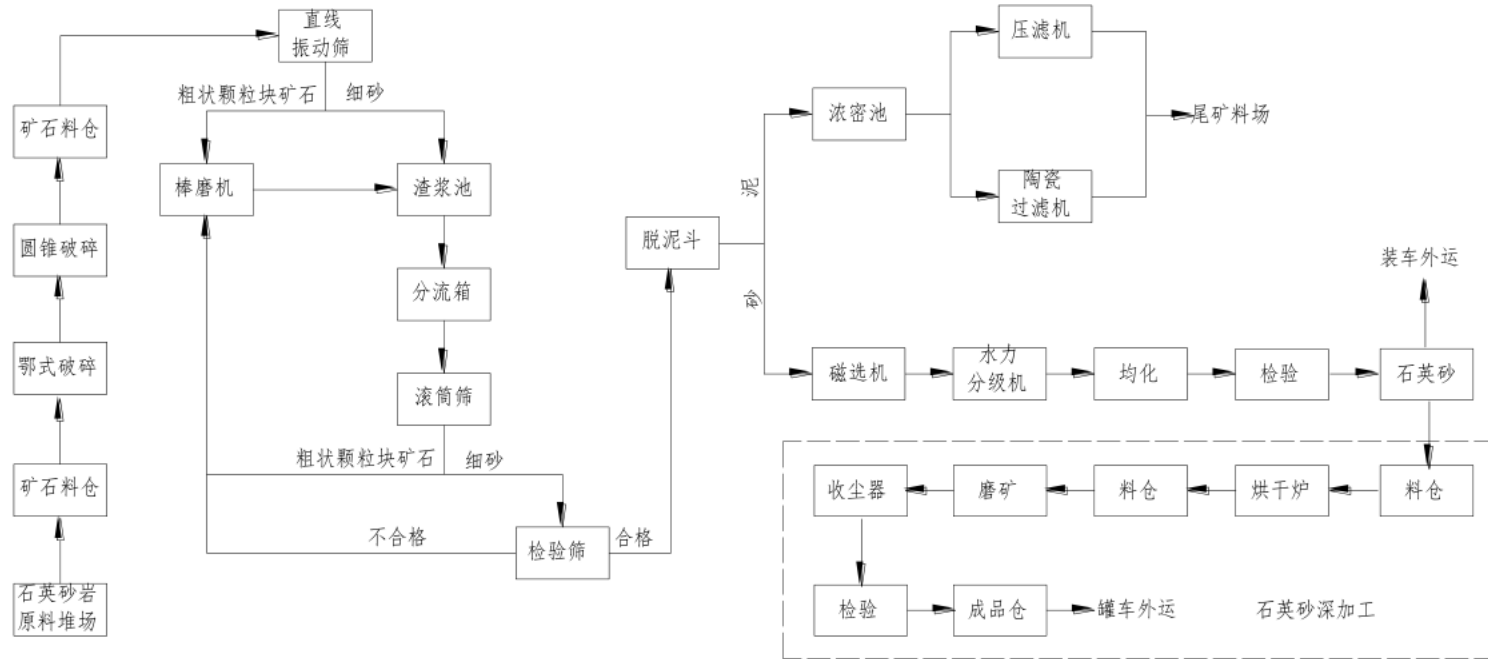 直线
振动筛
粗状颗粒块矿石
细砂
矿石料仓
棒磨机
渣浆池
圆锥破碎
分流箱
鄂式破碎
滚筒筛
粗状颗粒块矿石
细砂
矿石料仓
不合格
检验筛
合格
石英砂岩
原料堆场
脱泥斗
泥
砂
浓密池
压滤机
陶瓷
过滤机
尾矿料场
磁选机
水力
分级机
均化
检验
石英砂
装车外运
收尘器
磨矿
料仓
烘干炉
料仓
检验
成品仓
罐车外运
石英砂深加工